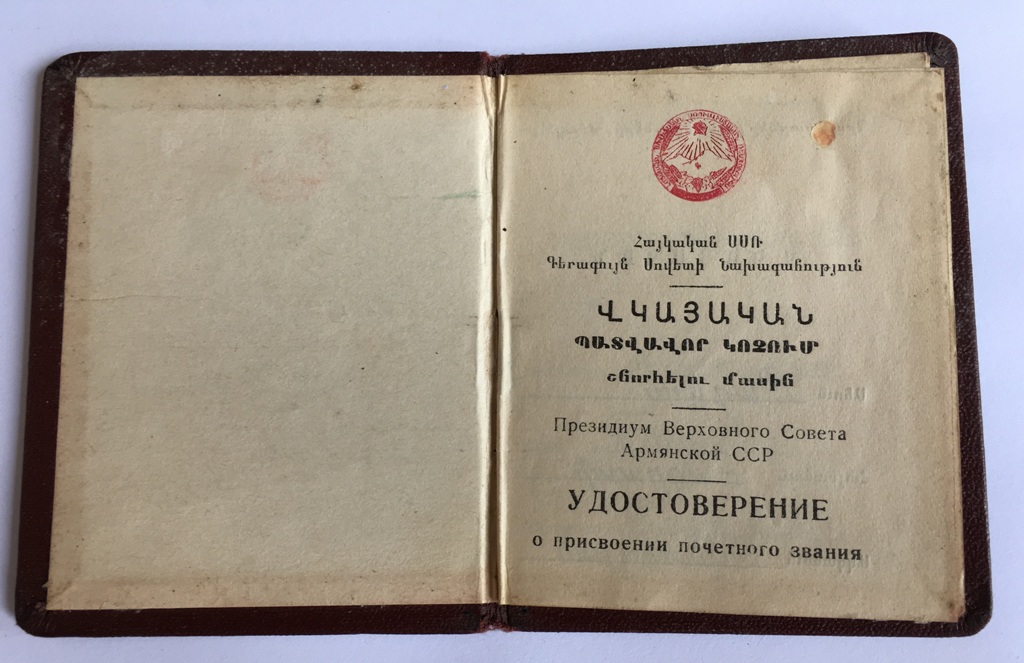 Հայկական ՍՍՌ
Գերագույն Սովետի Նախագահություն
ՎԿԱՅԱԿԱՆ
ՊԱՏՎԱՎՈՐ ԿՈՉՈՒՄ
շնորհելու մասին
Президиум Верховного Совета
Армянской ССР
УДОСТОВЕРЕНИЕ
о присвоении почетного звания